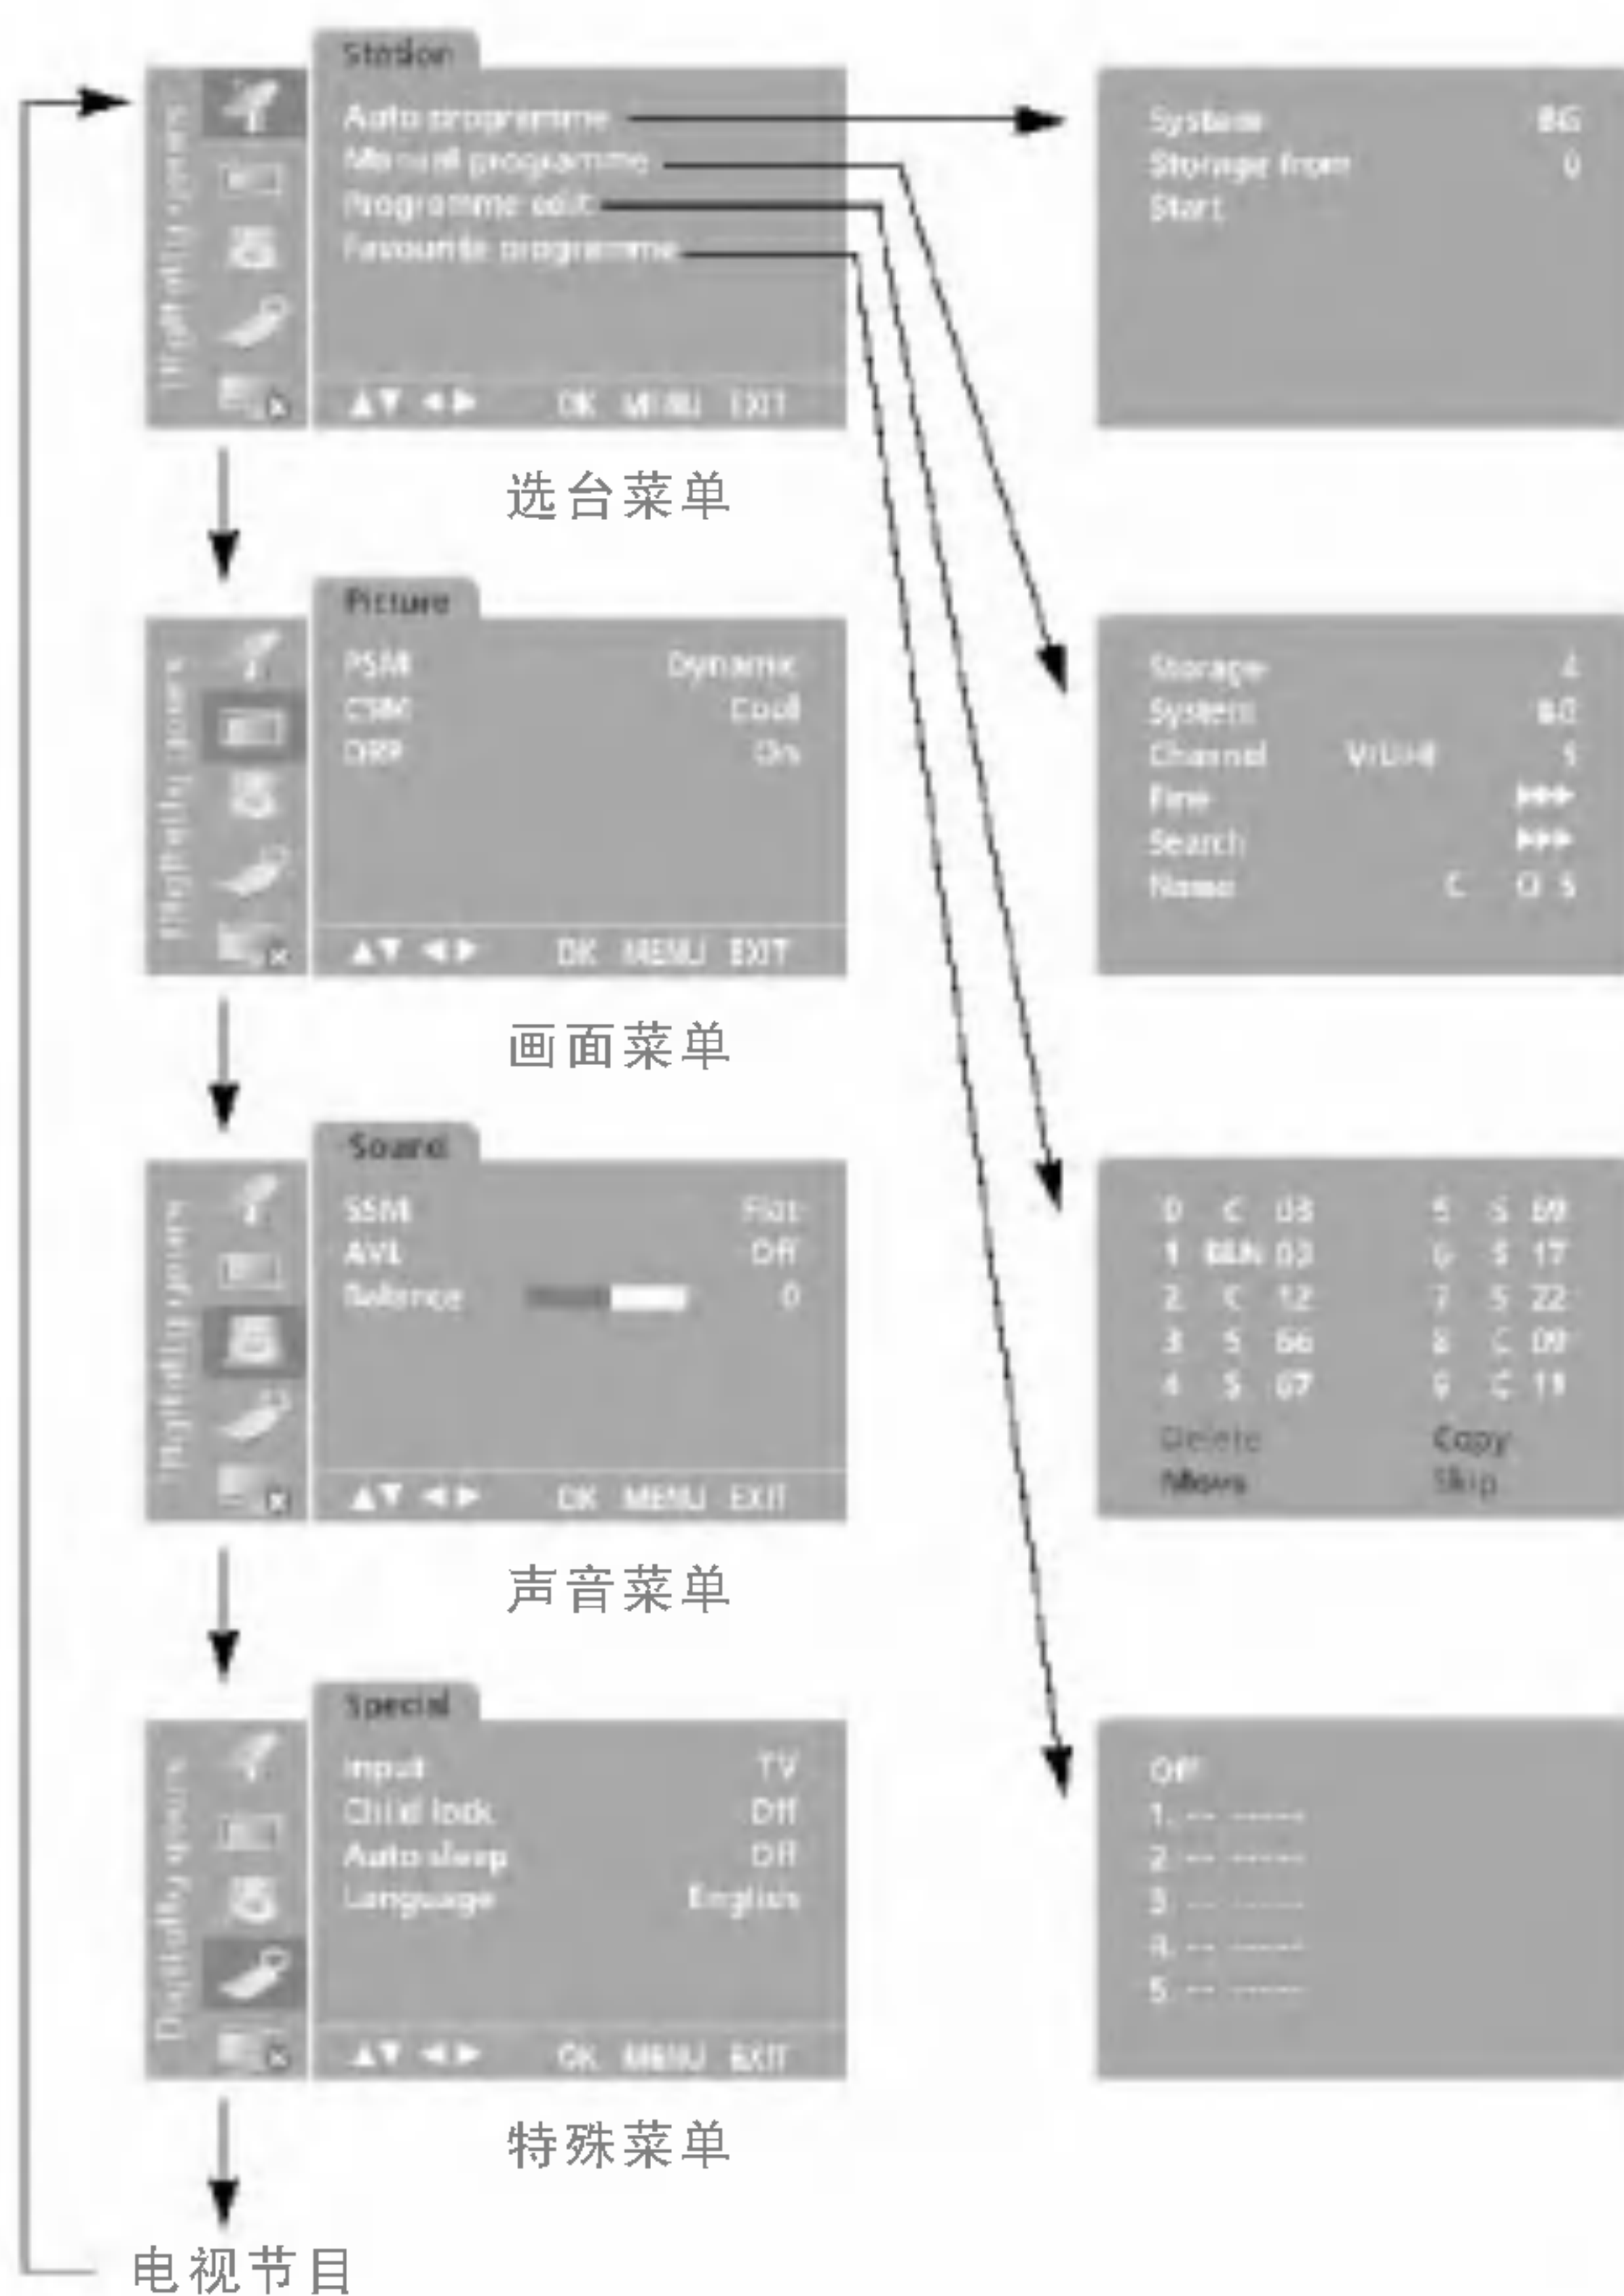 Station
Auto programme
Manual programme
Programme edit
Favourite programme
OK MENU EXIT
选台菜单
System BG
Storage from 0
Start
Picture
PSM Dynamic
CSM Cool
On
OK MENU EXIT
画面菜单
Storage 4
System BG
Channel V/UHF 5
Fine
Search
Name C 05
Sound
SSM Flat
AVL Off
Balance 0
OK MENU EXIT
声音菜单
0 C 03 5 S 69
1 03 6 S 17
2 C 12 7 S 22
3 S 66 8 C 09
4 S 67 9 C 11
Delete Copy
Move Skip
Special
Input TV
Child lock Off
Auto sleep Off
Language English
OK MENU EXIT
特殊菜单
Off
1. -- -----
2. -- -----
3. -- -----
4. -- -----
5. -- -----
电视节目